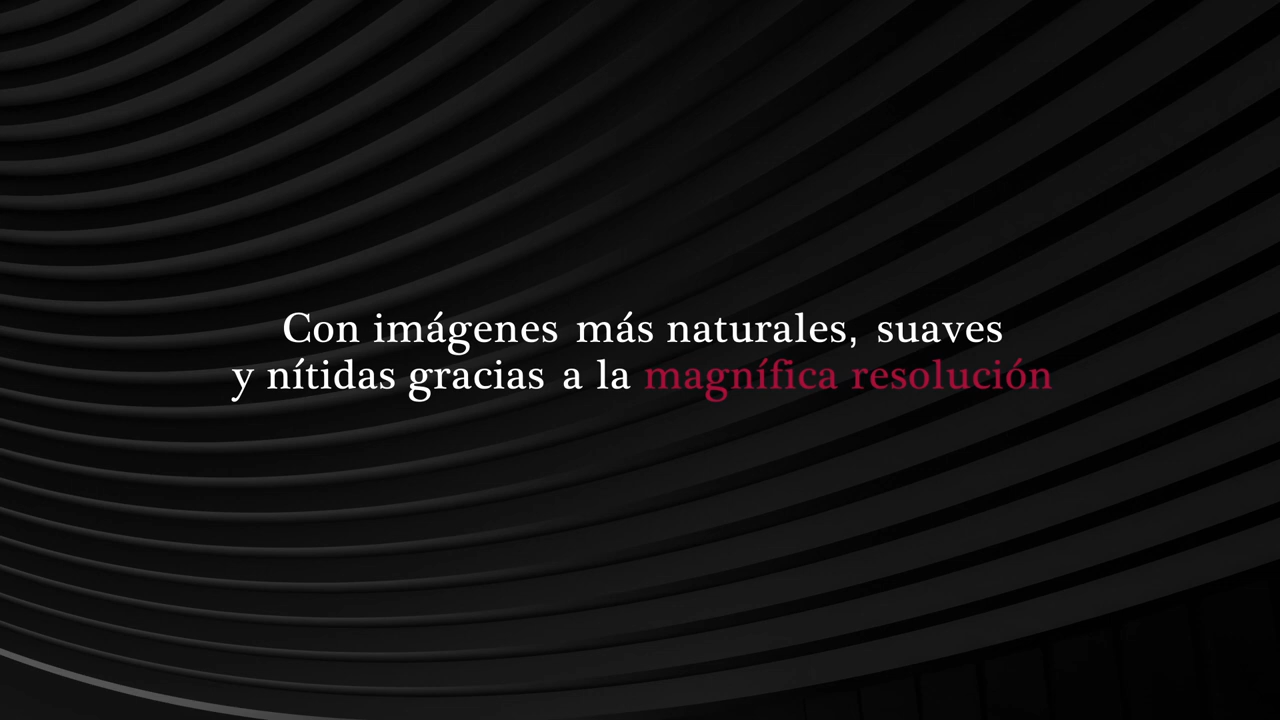 Con imágenes más naturales, suaves
y nítidas gracias a la magnífica resolución